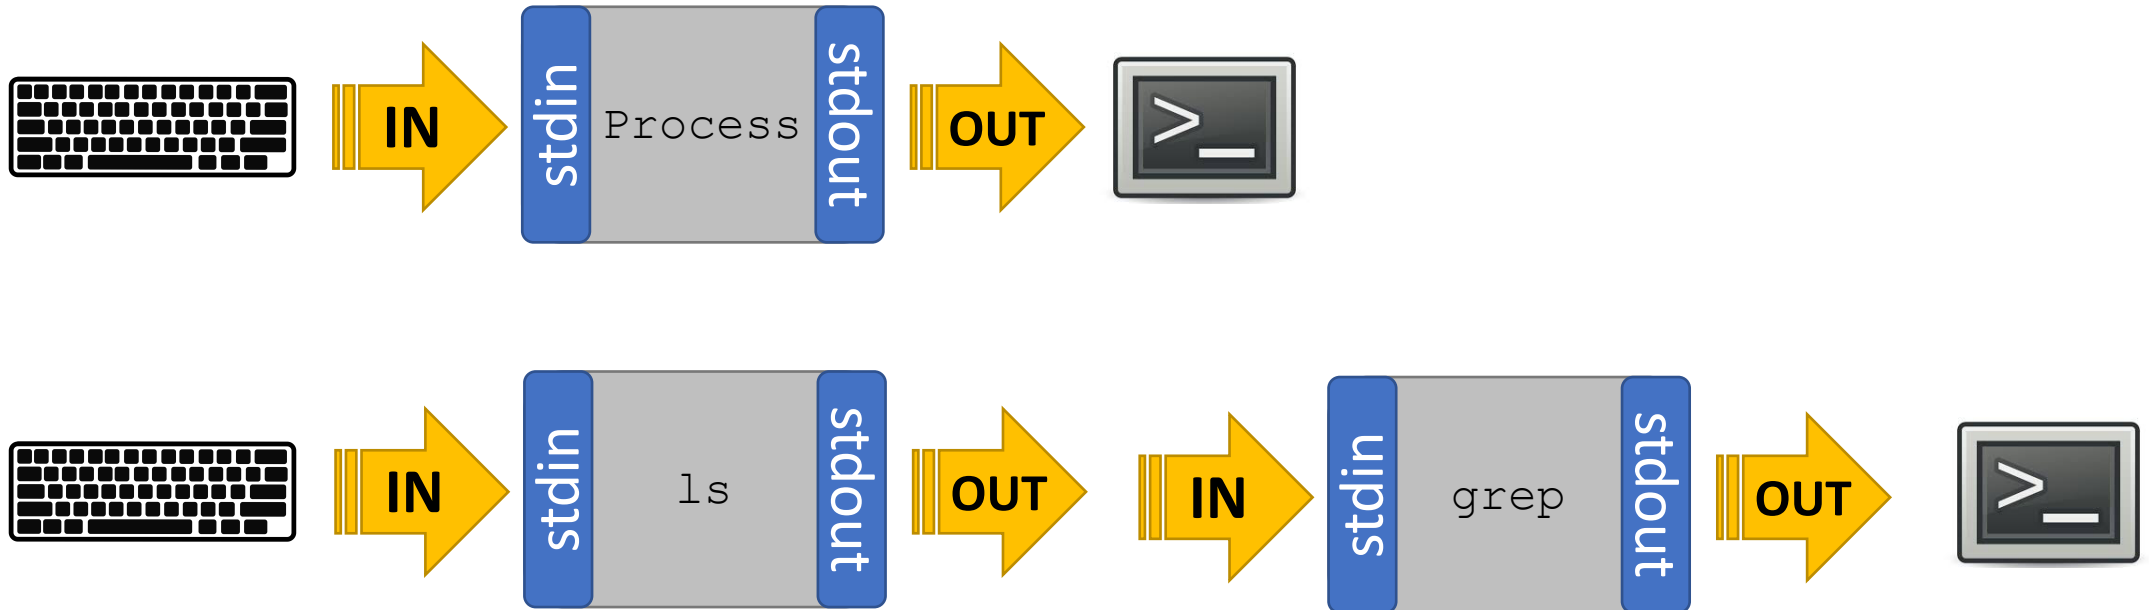 IN
stdin
Process
stdout
OUT
>_
IN
stdin
ls
stdout
OUT
IN
stdin
grep
stdout
OUT
>_